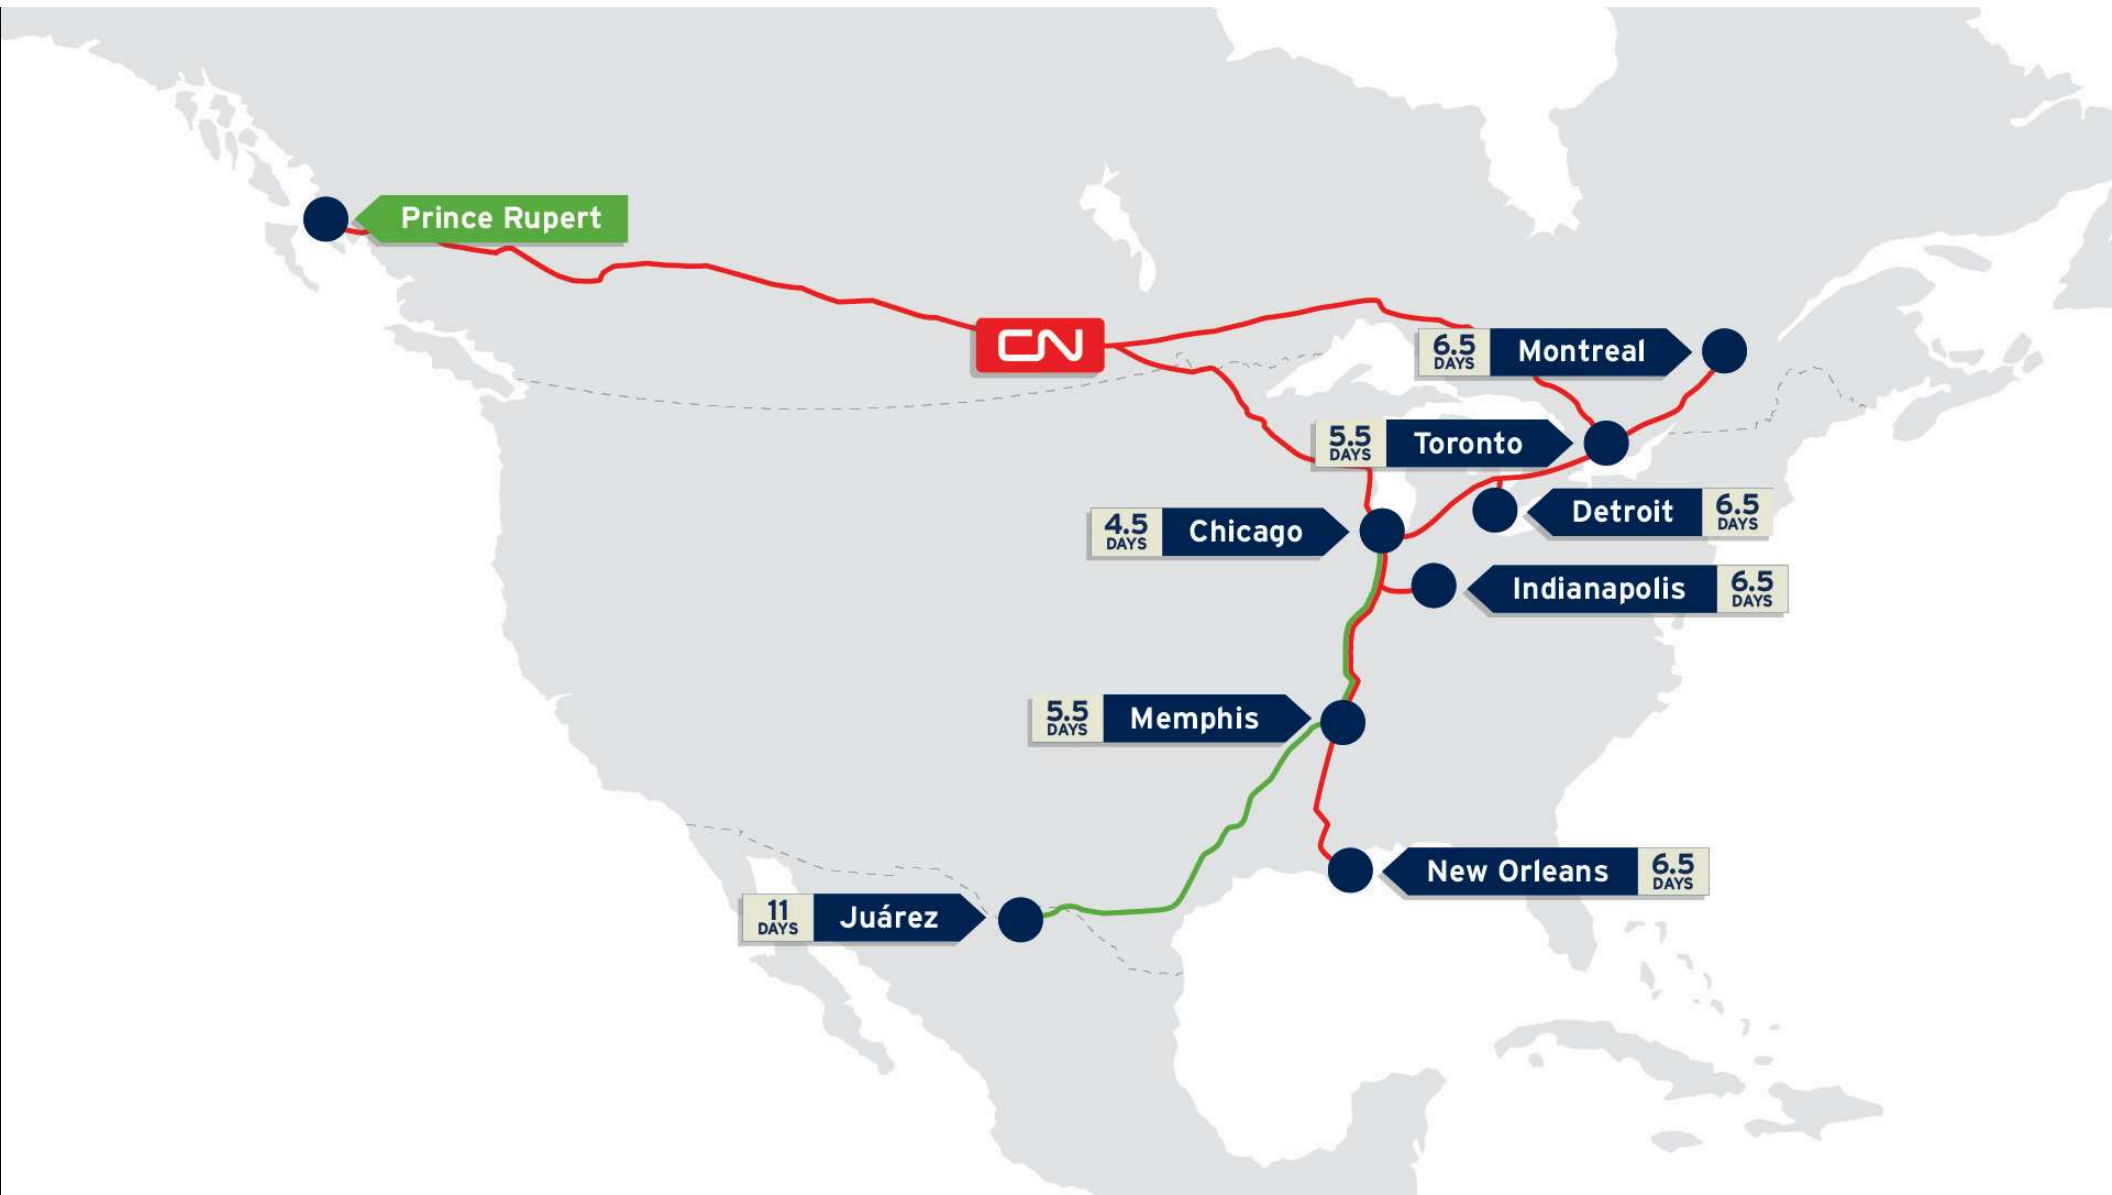 Prince Rupert
CN
6.5
DAYS
Montreal
5.5
DAYS
Toronto
4.5
DAYS
Chicago
Detroit
6.5
DAYS
Indianapolis
6.5
DAYS
5.5
DAYS
Memphis
New Orleans
6.5
DAYS
11
DAYS
Juárez